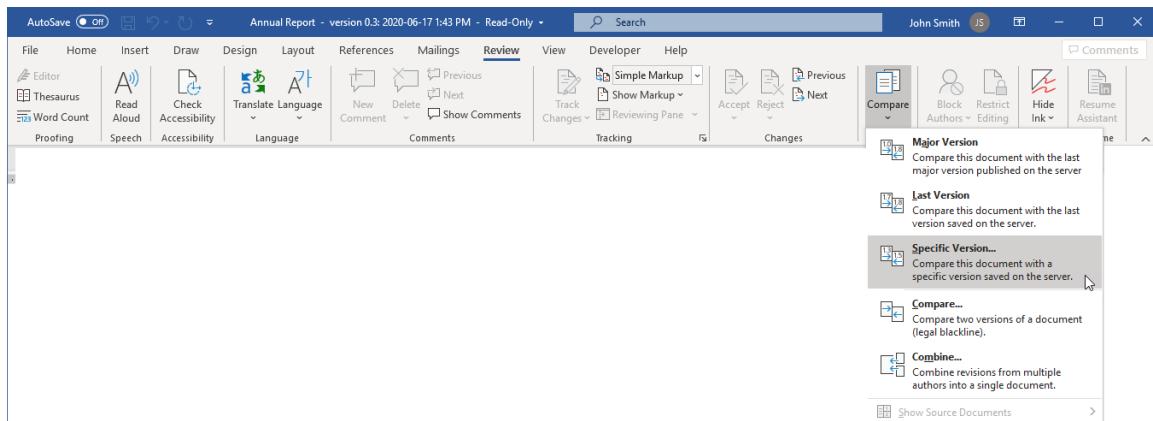 AutoSave Off Annual Report - version 0.3: 2020-06-17 1:43 PM - Read-Only Search John Smith JS
File Home Insert Draw Design Layout References Mailings Review View Developer Help Comments
Editor
Thesaurus
123 Word Count
Proofing
Read
Aloud
Speech
Check
Accessibility
Accessibility
Translate Language
Language
New
Comment
Delete
Previous
Next
Show Comments
Comments
Track
Changes
Simple Markup
Show Markup
Reviewing Pane
Tracking
Accept Reject
Previous
Next
Changes
Compare
Block
Authors
Restrict
Editing
Hide
Ink
Resume
Assistant
me
Major Version
Compare this document with the last
major version published on the server
Last Version
Compare this document with the last
version saved on the server.
Specific Version...
Compare this document with a
specific version saved on the server.
Compare...
Compare two versions of a document
(legal blackline).
Combine...
Combine revisions from multiple
authors into a single document.
Show Source Documents